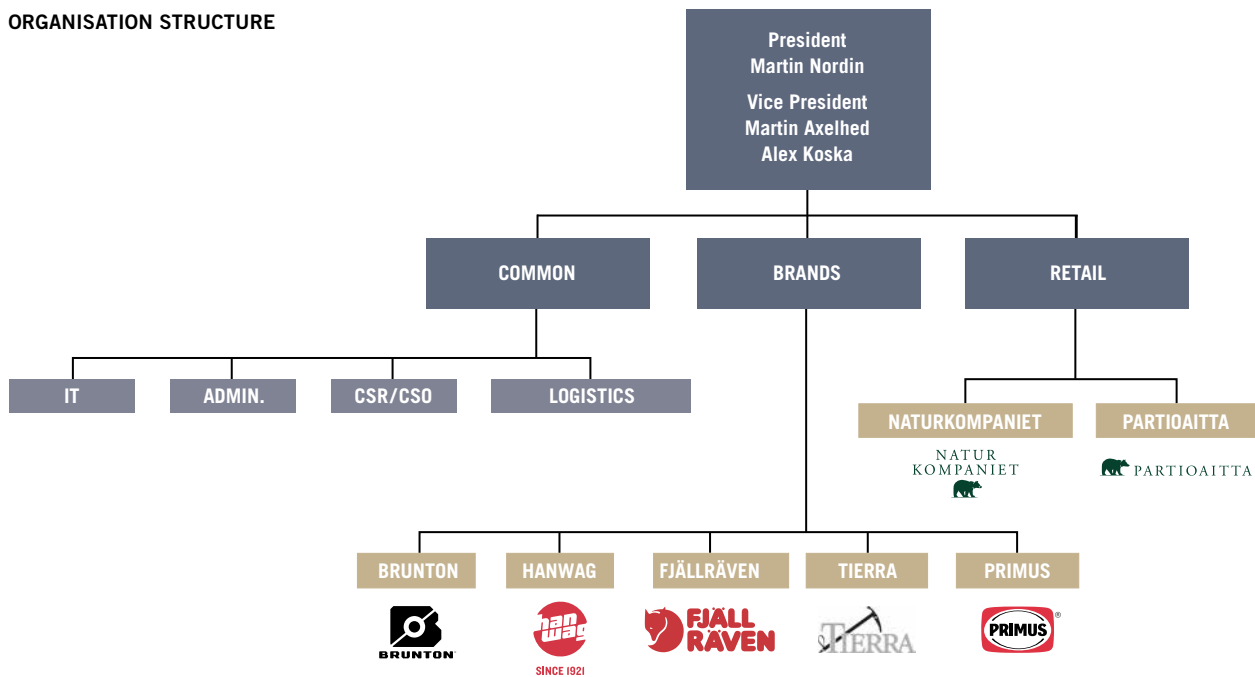 ORGANISATION STRUCTURE
President
Martin Nordin
Vice President
Martin Axelhed
Alex Koska
COMMON
BRANDS
RETAIL
IT
ADMIN.
CSR/CSO
LOGISTICS
NATURKOMPANIET
PARTIOAITTA
NATUR
KOMPANIET
PARTIOAITTA
BRUNTON
HANWAG
FJÄLLRÄVEN
TIERRA
PRIMUS
BRUNTON
han
wag
SINCE 1921
FJÄLL
RÄVEN
TIERRA
PRIMUS
®